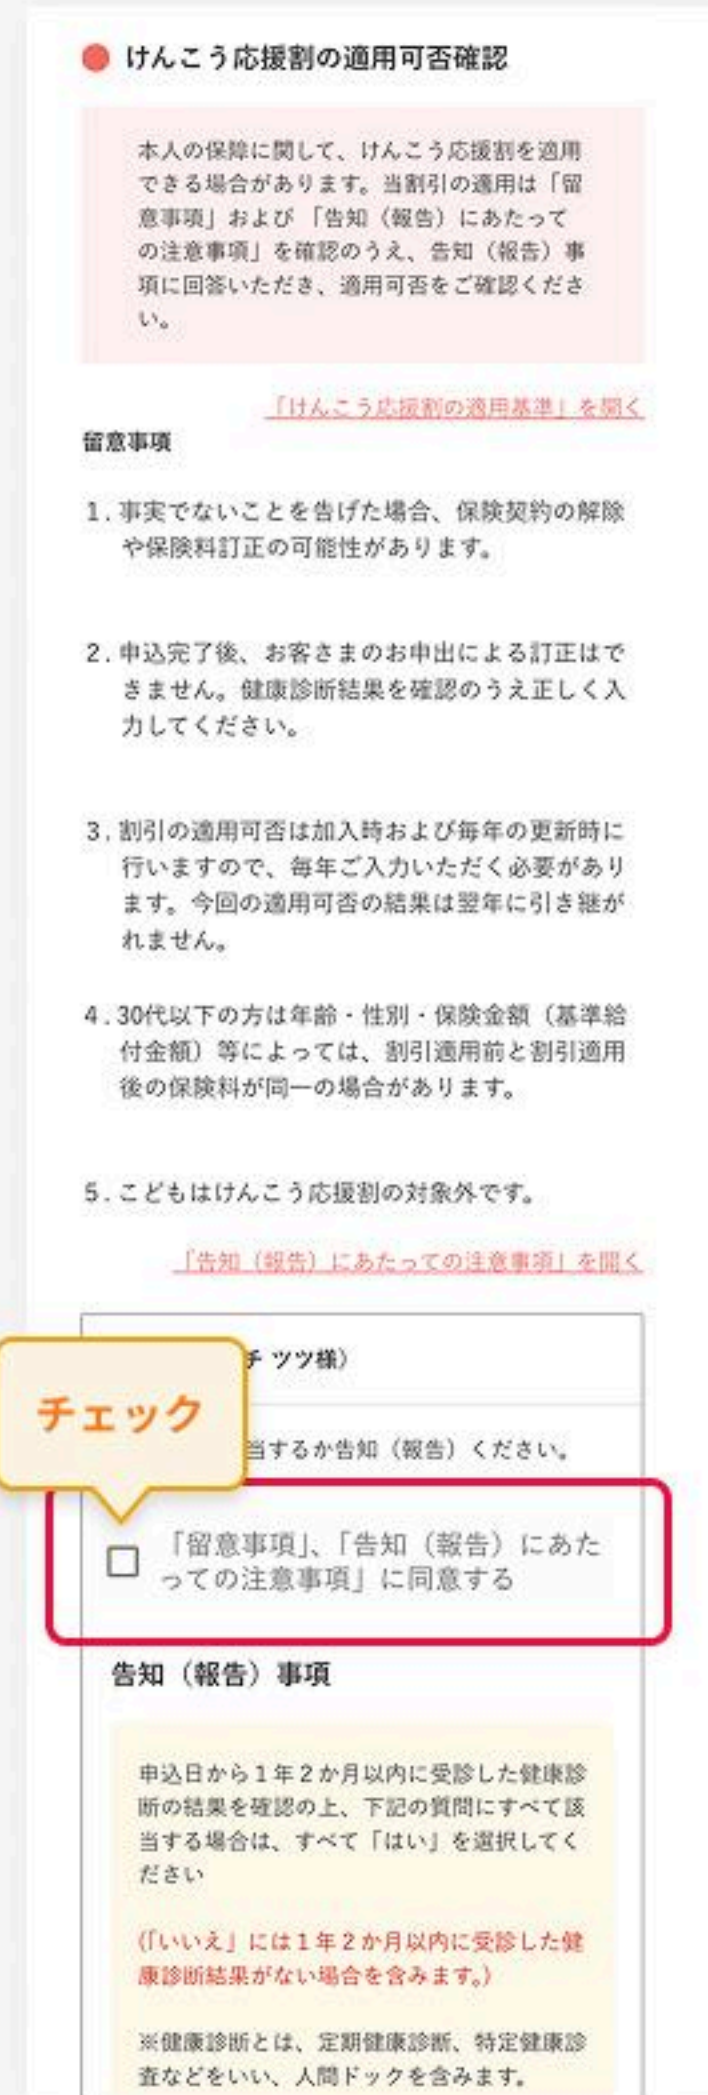 けんこう応援割の適用可否確認
本人の保障に関して、けんこう応援割を適用
できる場合があります。当割引の適用は「留
意事項」および「告知（報告）にあたって
の注意事項」を確認のうえ、告知（報告）事
項に回答いただき、適用可否をご確認くださ
い。
「けんこう応援割の適用基準」を開く
留意事項
1. 事実でないことを告げた場合、保険契約の解除
や保険料訂正の可能性があります。
2. 申込完了後、お客さまのお申出による訂正はで
きません。健康診断結果を確認のうえ正しく入
力してください。
3. 割引の適用可否は加入時および毎年の更新時に
行いますので、毎年ご入力いただく必要があり
ます。今回の適用可否の結果は翌年に引き継が
れません。
4. 30代以下の方は年齢・性別・保険金額（基準給
付金額）等によっては、割引適用前と割引適用
後の保険料が同一の場合があります。
5. こどもはけんこう応援割の対象外です。
「告知（報告）にあたっての注意事項」を開く
チ ツツ様）
チェック
当するか告知（報告）ください。
「留意事項」、「告知（報告）にあた
っての注意事項」に同意する
告知（報告）事項
申込日から１年２か月以内に受診した健康診
断の結果を確認の上、下記の質問にすべて該
当する場合は、すべて「はい」を選択してく
ださい
(「いいえ」には１年２か月以内に受診した健
康診断結果がない場合を含みます。)
※健康診断とは、定期健康診断、特定健康診
査などをいい、人間ドックを含みます。